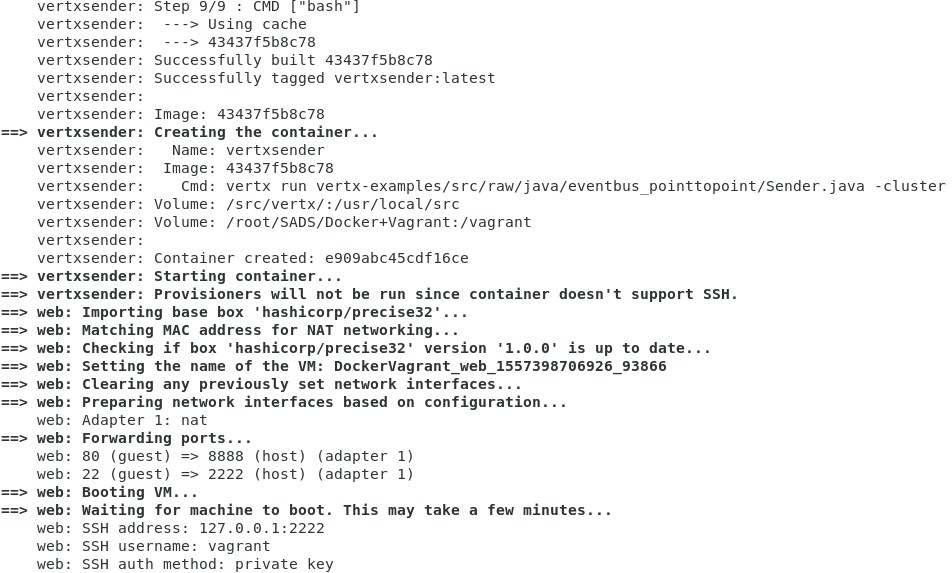 vertxsender: Step 9/9 : CMD ["bash"]
vertxsender:  ---> Using cache
vertxsender:  ---> 43437f5b8c78
vertxsender: Successfully built 43437f5b8c78
vertxsender: Successfully tagged vertxsender:latest
vertxsender:
vertxsender: Image: 43437f5b8c78
==> vertxsender: Creating the container...
vertxsender:   Name: vertxsender
vertxsender:  Image: 43437f5b8c78
vertxsender:    Cmd: vertx run vertx-examples/src/raw/java/eventbus_pointtopoint/Sender.java -cluster
vertxsender: Volume: /src/vertx/:/usr/local/src
vertxsender: Volume: /root/SADS/Docker+Vagrant:/vagrant
vertxsender:
vertxsender: Container created: e909abc45cdf16ce
==> vertxsender: Starting container...
==> vertxsender: Provisioners will not be run since container doesn't support SSH.
==> web: Importing base box 'hashicorp/precise32'...
==> web: Matching MAC address for NAT networking...
==> web: Checking if box 'hashicorp/precise32' version '1.0.0' is up to date...
==> web: Setting the name of the VM: DockerVagrant_web_1557398706926_93866
==> web: Clearing any previously set network interfaces...
==> web: Preparing network interfaces based on configuration...
web: Adapter 1: nat
==> web: Forwarding ports...
web: 80 (guest) => 8888 (host) (adapter 1)
web: 22 (guest) => 2222 (host) (adapter 1)
==> web: Booting VM...
==> web: Waiting for machine to boot. This may take a few minutes...
web: SSH address: 127.0.0.1:2222
web: SSH username: vagrant
web: SSH auth method: private key